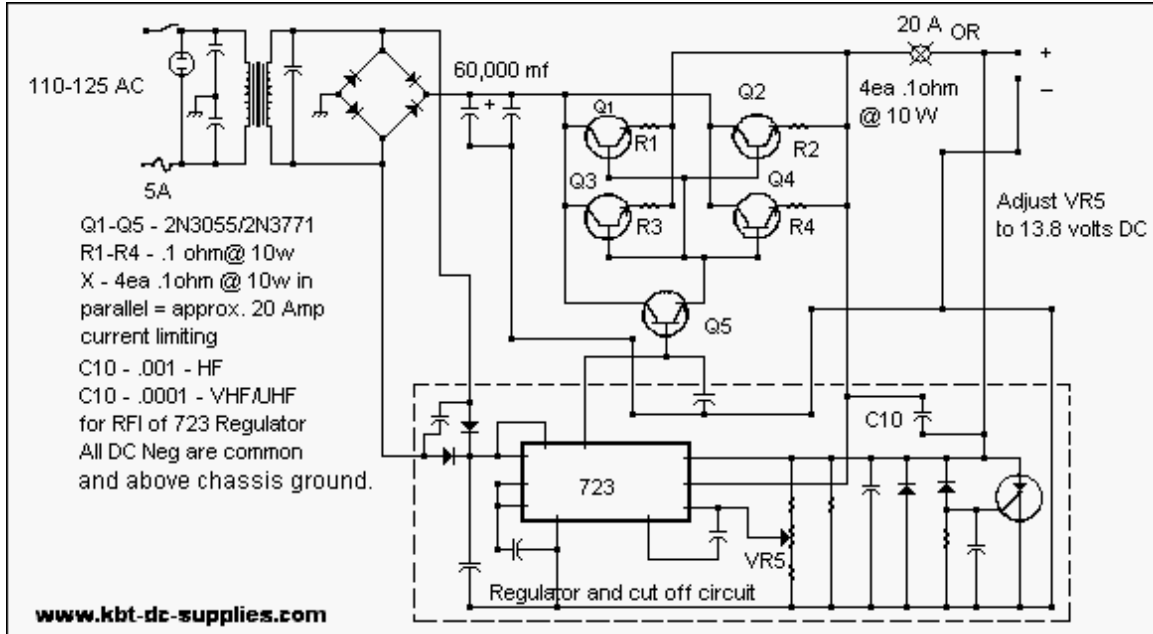 20 A OR
110-125 AC
60,000 mf
+
+
–
4ea .1ohm
@ 10 W
Q1
Q2
R1
R2
Q3
Q4
R3
R4
5A
Adjust VR5
to 13.8 volts DC
Q1-Q5 - 2N3055/2N3771
R1-R4 - .1 ohm@ 10w
X - 4ea .1ohm @ 10w in
parallel = approx. 20 Amp
current limiting
C10 - .001 - HF
C10 - .0001 - VHF/UHF
for RFI of 723 Regulator
All DC Neg are common
and above chassis ground.
Q5
C10
723
VR5
Regulator and cut off circuit
www.kbt-dc-supplies.com